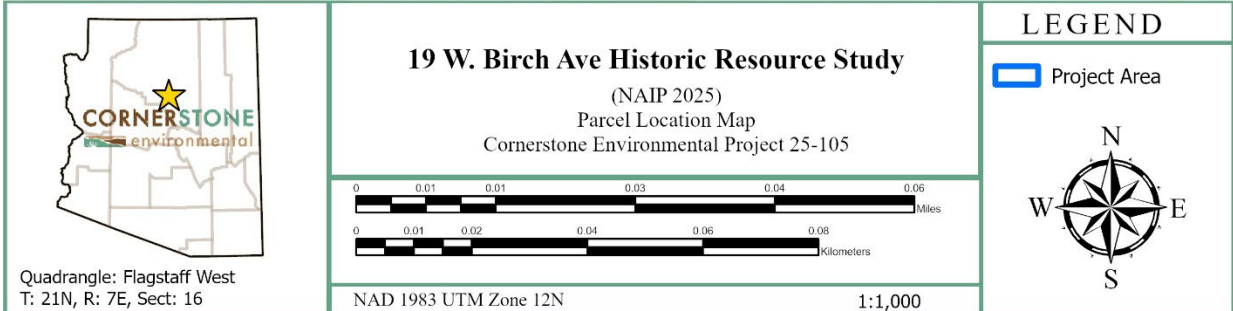 CORNERSTONE
environmental
Quadrangle: Flagstaff West
T: 21N, R: 7E, Sect: 16
19 W. Birch Ave Historic Resource Study
(NAIP 2025)
Parcel Location Map
Cornerstone Environmental Project 25-105
0 0.01 0.01 0.03 0.04 0.06
Miles
0 0.01 0.02 0.04 0.06 0.08
Kilometers
NAD 1983 UTM Zone 12N 1:1,000
LEGEND
Project Area
N
W E
S